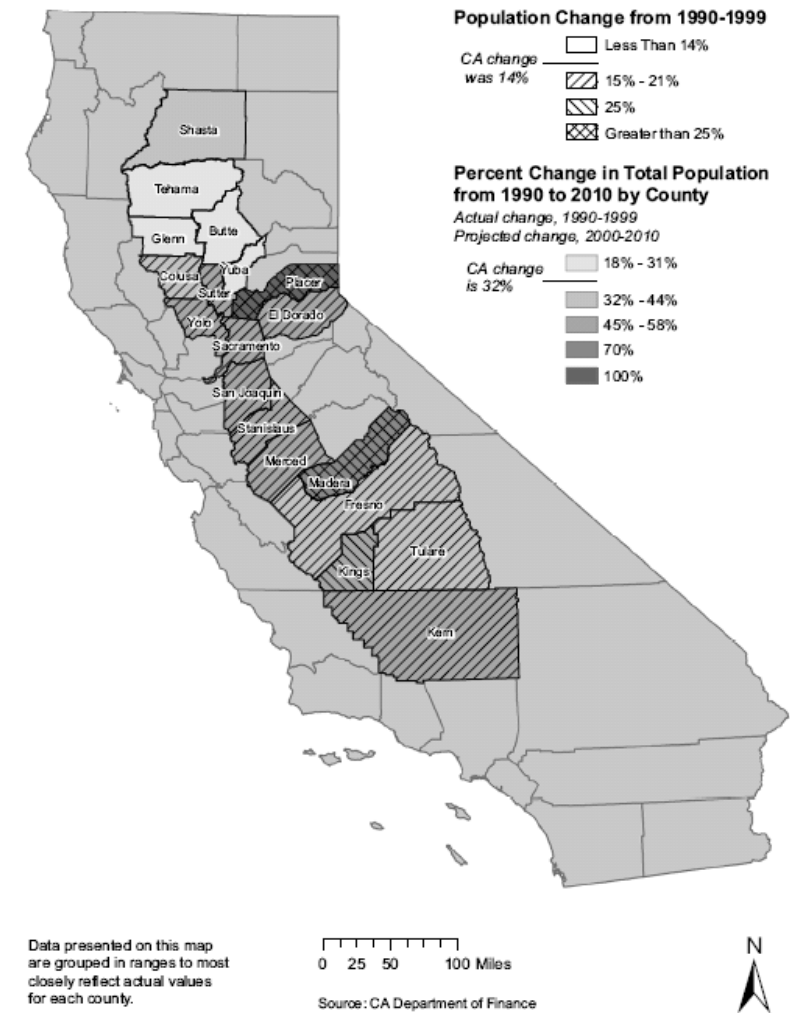 Population Change from 1990-1999
Less Than 14%
CA change
was 14%
15% - 21%
25%
Greater than 25%
Percent Change in Total Population
from 1990 to 2010 by County
Actual change, 1990-1999
Projected change, 2000-2010
18% - 31%
CA change
is 32%
32% - 44%
45% - 58%
70%
100%
Shasta
Tehama
Butte
Glenn
Yuba
Colusa
Placer
Sutter
El Dorado
Yolo
Sacramento
San Joaquin
Stanislaus
Merced
Madera
Fresno
Tulare
Kings
Kern
Data presented on this map
are grouped in ranges to most
closely reflect actual values
for each county.
0 25 50 100 Miles
Source: CA Department of Finance
N